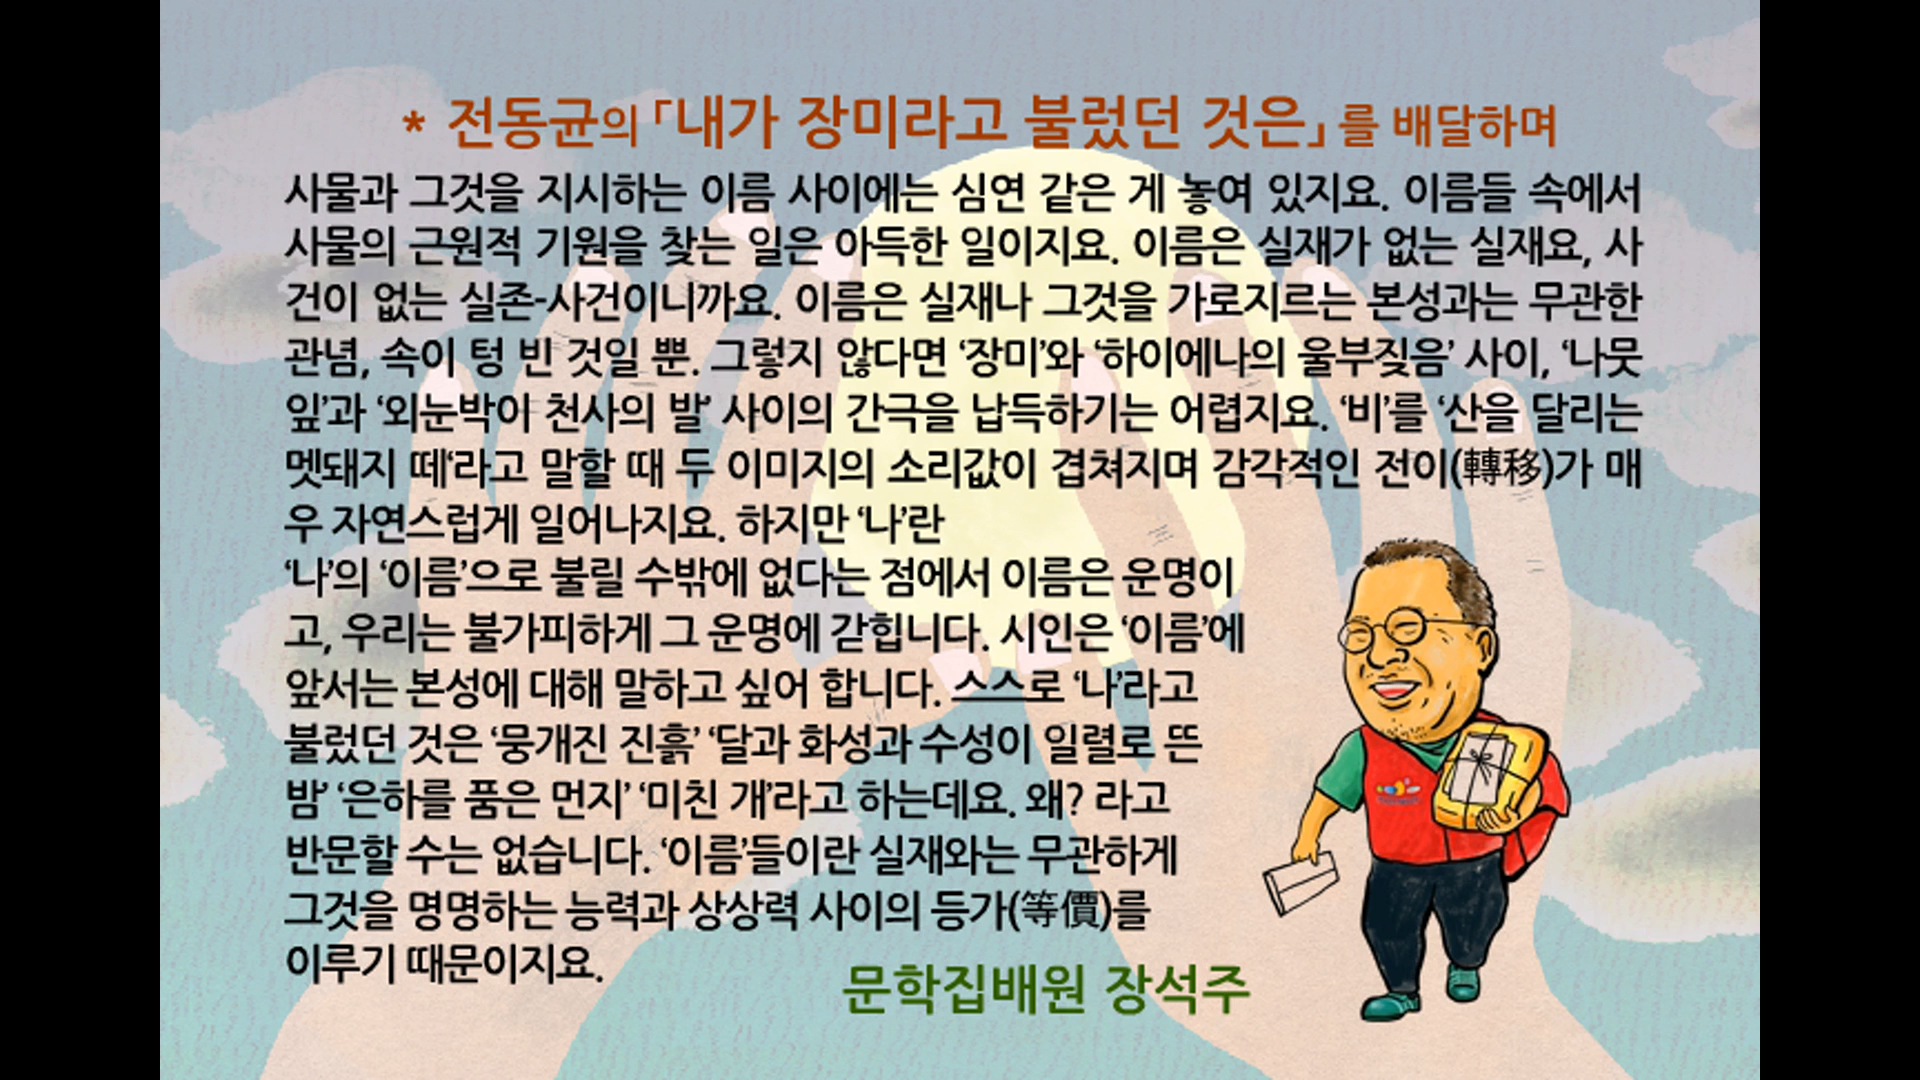 * 전동균의 「내가 장미라고 불렀던 것은」를 배달하며
사물과 그것을 지시하는 이름 사이에는 심연 같은 게 놓여 있지요. 이름들 속에서
사물의 근원적 기원을 찾는 일은 아득한 일이지요. 이름은 실재가 없는 실재요, 사
건이 없는 실존-사건이니까요. 이름은 실재나 그것을 가로지르는 본성과는 무관한
관념, 속이 텅 빈 것일 뿐. 그렇지 않다면 ‘장미’와 ‘하이에나의 울부짖음’ 사이, ‘나뭇
잎’과 ‘외눈박이 천사의 발’ 사이의 간극을 납득하기는 어렵지요. ‘비’를 ‘산을 달리는
멧돼지 떼‘라고 말할 때 두 이미지의 소리값이 겹쳐지며 감각적인 전이(轉移)가 매
우 자연스럽게 일어나지요. 하지만 ‘나’란
‘나’의 ‘이름’으로 불릴 수밖에 없다는 점에서 이름은 운명이
고, 우리는 불가피하게 그 운명에 갇힙니다. 시인은 ‘이름’에
앞서는 본성에 대해 말하고 싶어 합니다. 스스로 ‘나’라고
불렀던 것은 ‘뭉개진 진흙’ ‘달과 화성과 수성이 일렬로 뜬
밤’ ‘은하를 품은 먼지’ ‘미친 개’라고 하는데요. 왜? 라고
반문할 수는 없습니다. ‘이름’들이란 실재와는 무관하게
그것을 명명하는 능력과 상상력 사이의 등가(等價)를
이루기 때문이지요.
문학집배원 장석주